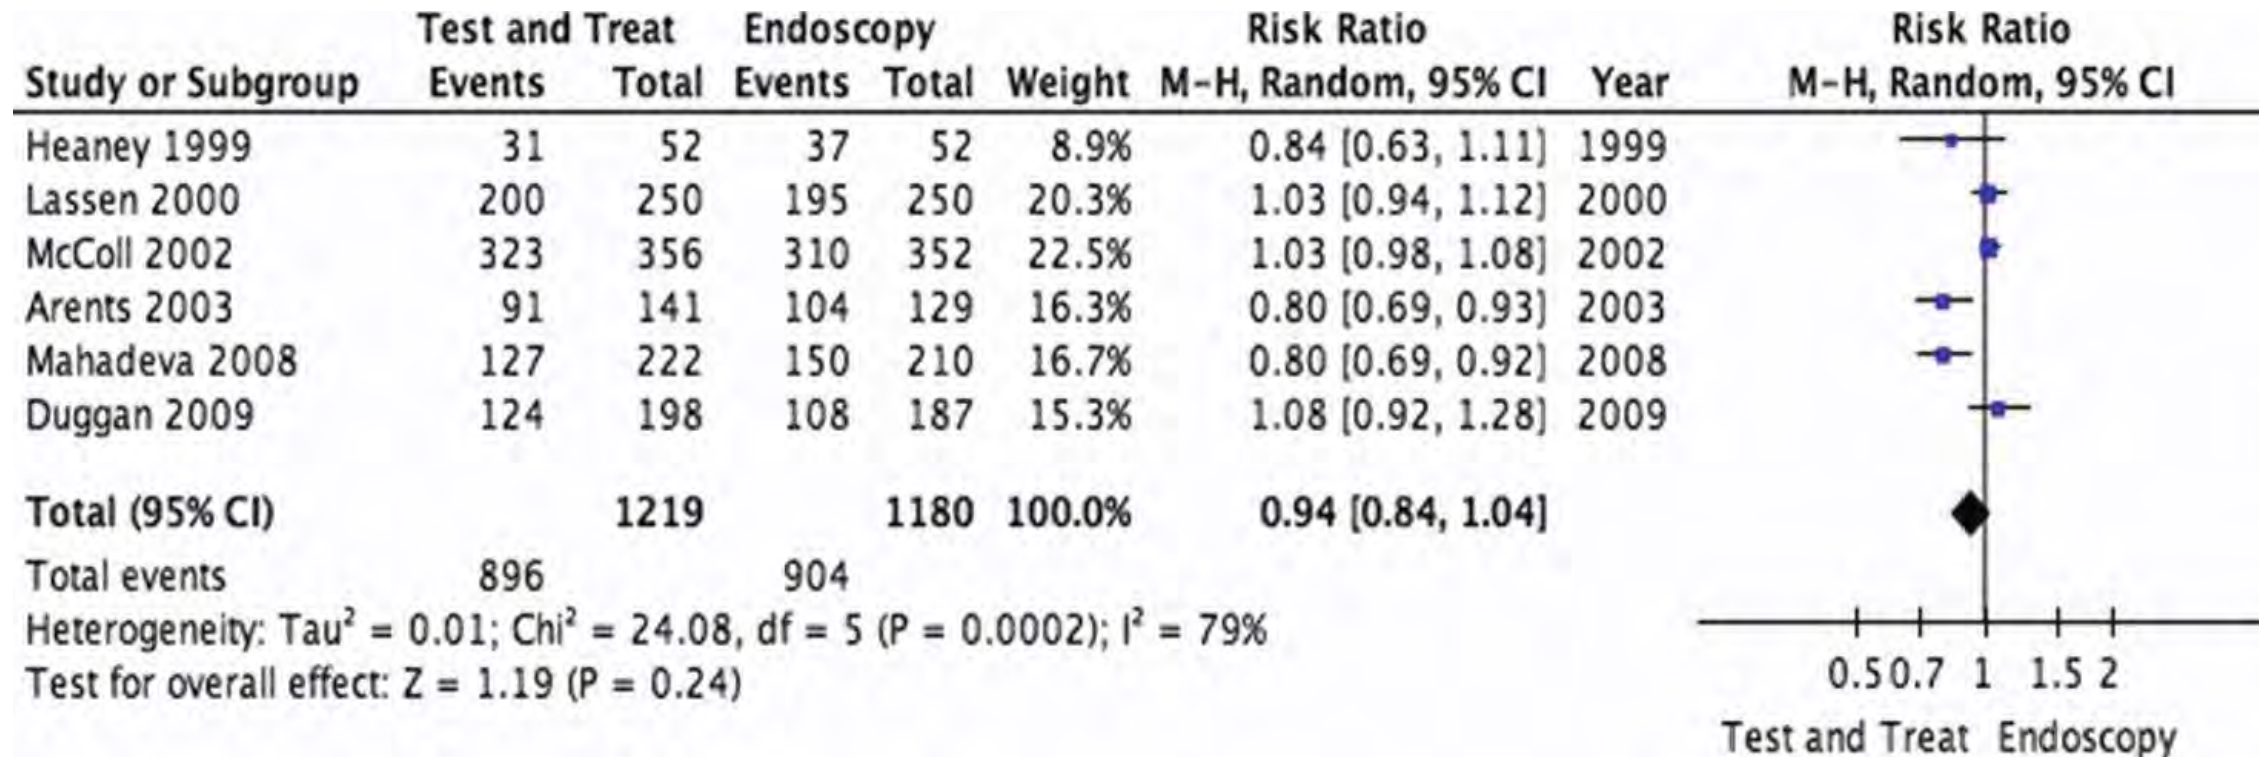 Test and Treat Endoscopy Risk Ratio Risk Ratio
Study or Subgroup Events Total Events Total Weight M-H, Random, 95% CI Year M-H, Random, 95% CI
Heaney 1999 31 52 37 52 8.9% 0.84 [0.63, 1.11] 1999
Lassen 2000 200 250 195 250 20.3% 1.03 [0.94, 1.12] 2000
McColl 2002 323 356 310 352 22.5% 1.03 [0.98, 1.08] 2002
Arents 2003 91 141 104 129 16.3% 0.80 [0.69, 0.93] 2003
Mahadeva 2008 127 222 150 210 16.7% 0.80 [0.69, 0.92] 2008
Duggan 2009 124 198 108 187 15.3% 1.08 [0.92, 1.28] 2009
Total (95% CI) 1219 1180 100.0% 0.94 [0.84, 1.04]
Total events 896 904
Heterogeneity: Tau² = 0.01; Chi² = 24.08, df = 5 (P = 0.0002); I² = 79%
Test for overall effect: Z = 1.19 (P = 0.24)
0.5 0.7 1 1.5 2
Test and Treat Endoscopy